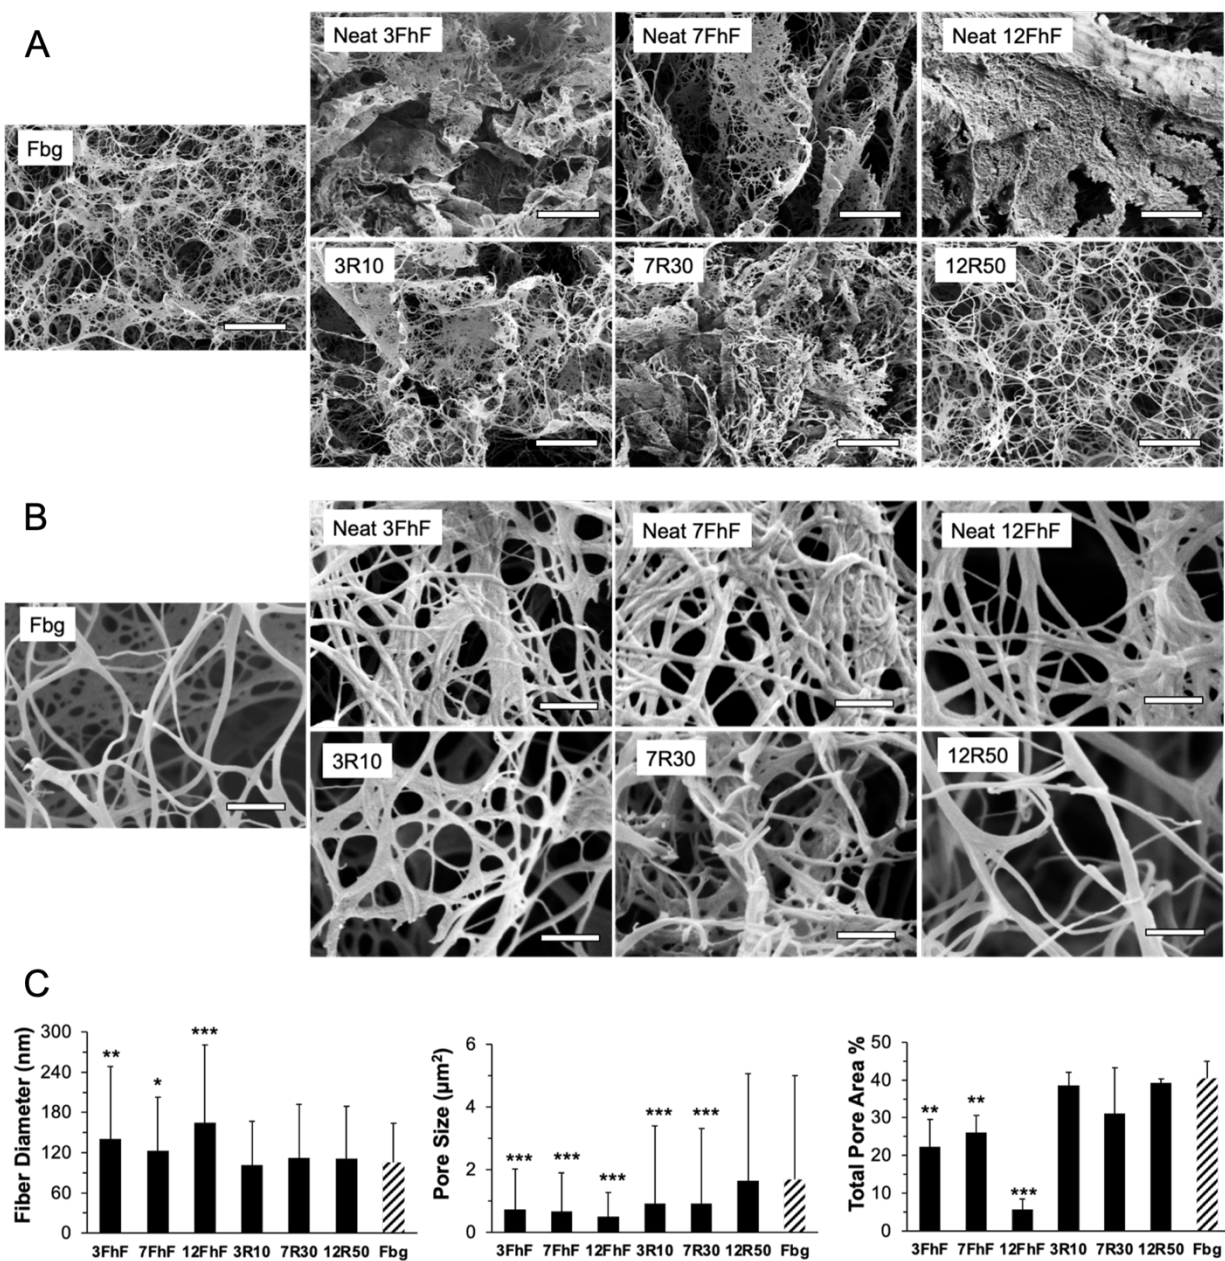 A
Neat 3FhF
Neat 7FhF
Neat 12FhF
Fbg
3R10
7R30
12R50
B
Neat 3FhF
Neat 7FhF
Neat 12FhF
Fbg
3R10
7R30
12R50
C
Fiber Diameter (nm)
300
240
180
120
60
0
**
*
***
3FhF 7FhF 12FhF 3R10 7R30 12R50 Fbg
Pore Size (µm²)
6
4
2
0
***
***
***
***
***
3FhF 7FhF 12FhF 3R10 7R30 12R50 Fbg
Total Pore Area %
50
40
30
20
10
0
**
**
***
3FhF 7FhF 12FhF 3R10 7R30 12R50 Fbg